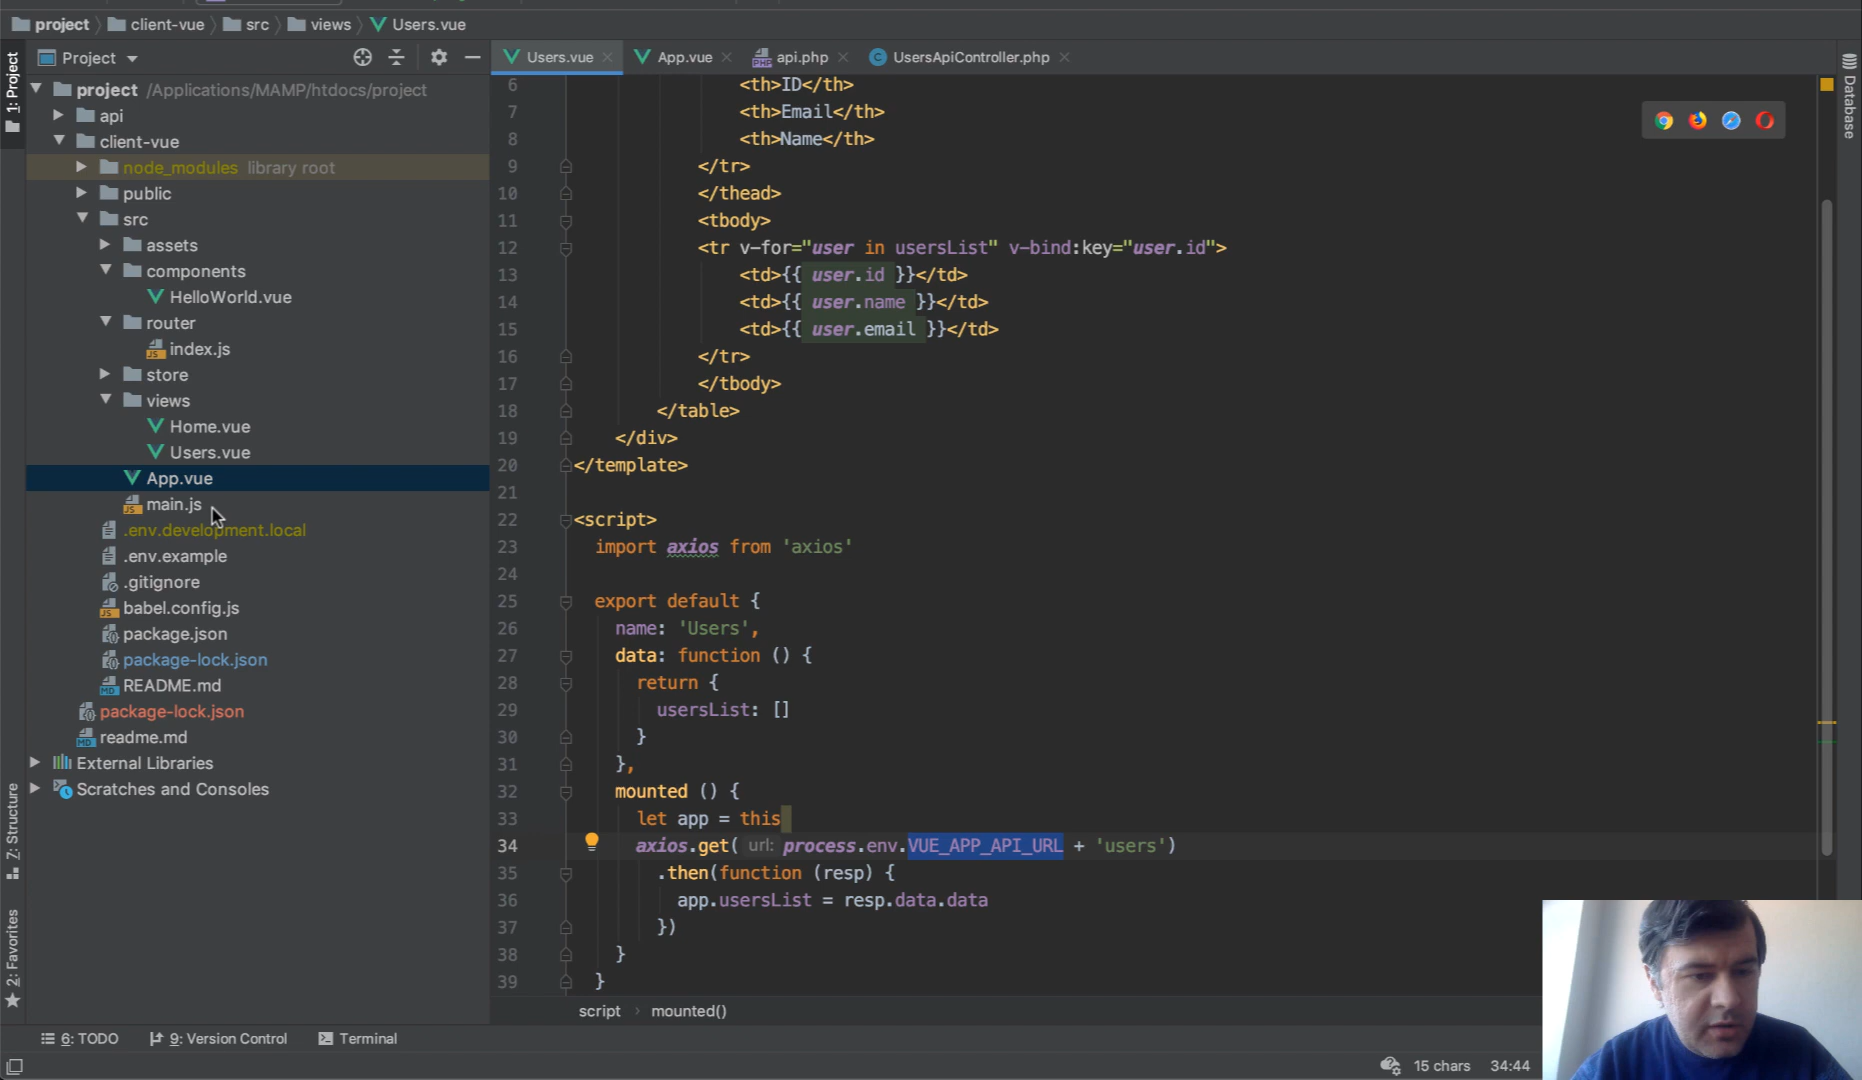 project client-vue src views Users.vue
1: Project
Project
project /Applications/MAMP/htdocs/project
api
client-vue
node_modules library root
public
src
assets
components
HelloWorld.vue
router
index.js
store
views
Home.vue
Users.vue
App.vue
main.js
.env.development.local
.env.example
.gitignore
babel.config.js
package.json
package-lock.json
README.md
package-lock.json
readme.md
External Libraries
Scratches and Consoles
7: Structure
2: Favorites
Users.vue App.vue api.php UsersApiController.php
Database
6 <th>ID</th>
7 <th>Email</th>
8 <th>Name</th>
9 </tr>
10 </thead>
11 <tbody>
12 <tr v-for="user in usersList" v-bind:key="user.id">
13 <td>{{ user.id }}</td>
14 <td>{{ user.name }}</td>
15 <td>{{ user.email }}</td>
16 </tr>
17 </tbody>
18 </table>
19 </div>
20 </template>
21
22 <script>
23 import axios from 'axios'
24
25 export default {
26 name: 'Users',
27 data: function () {
28 return {
29 usersList: []
30 }
31 },
32 mounted () {
33 let app = this
34 axios.get( url: process.env.VUE_APP_API_URL + 'users')
35 .then(function (resp) {
36 app.usersList = resp.data.data
37 })
38 }
39 }
script › mounted()
6: TODO 9: Version Control Terminal
15 chars 34:44